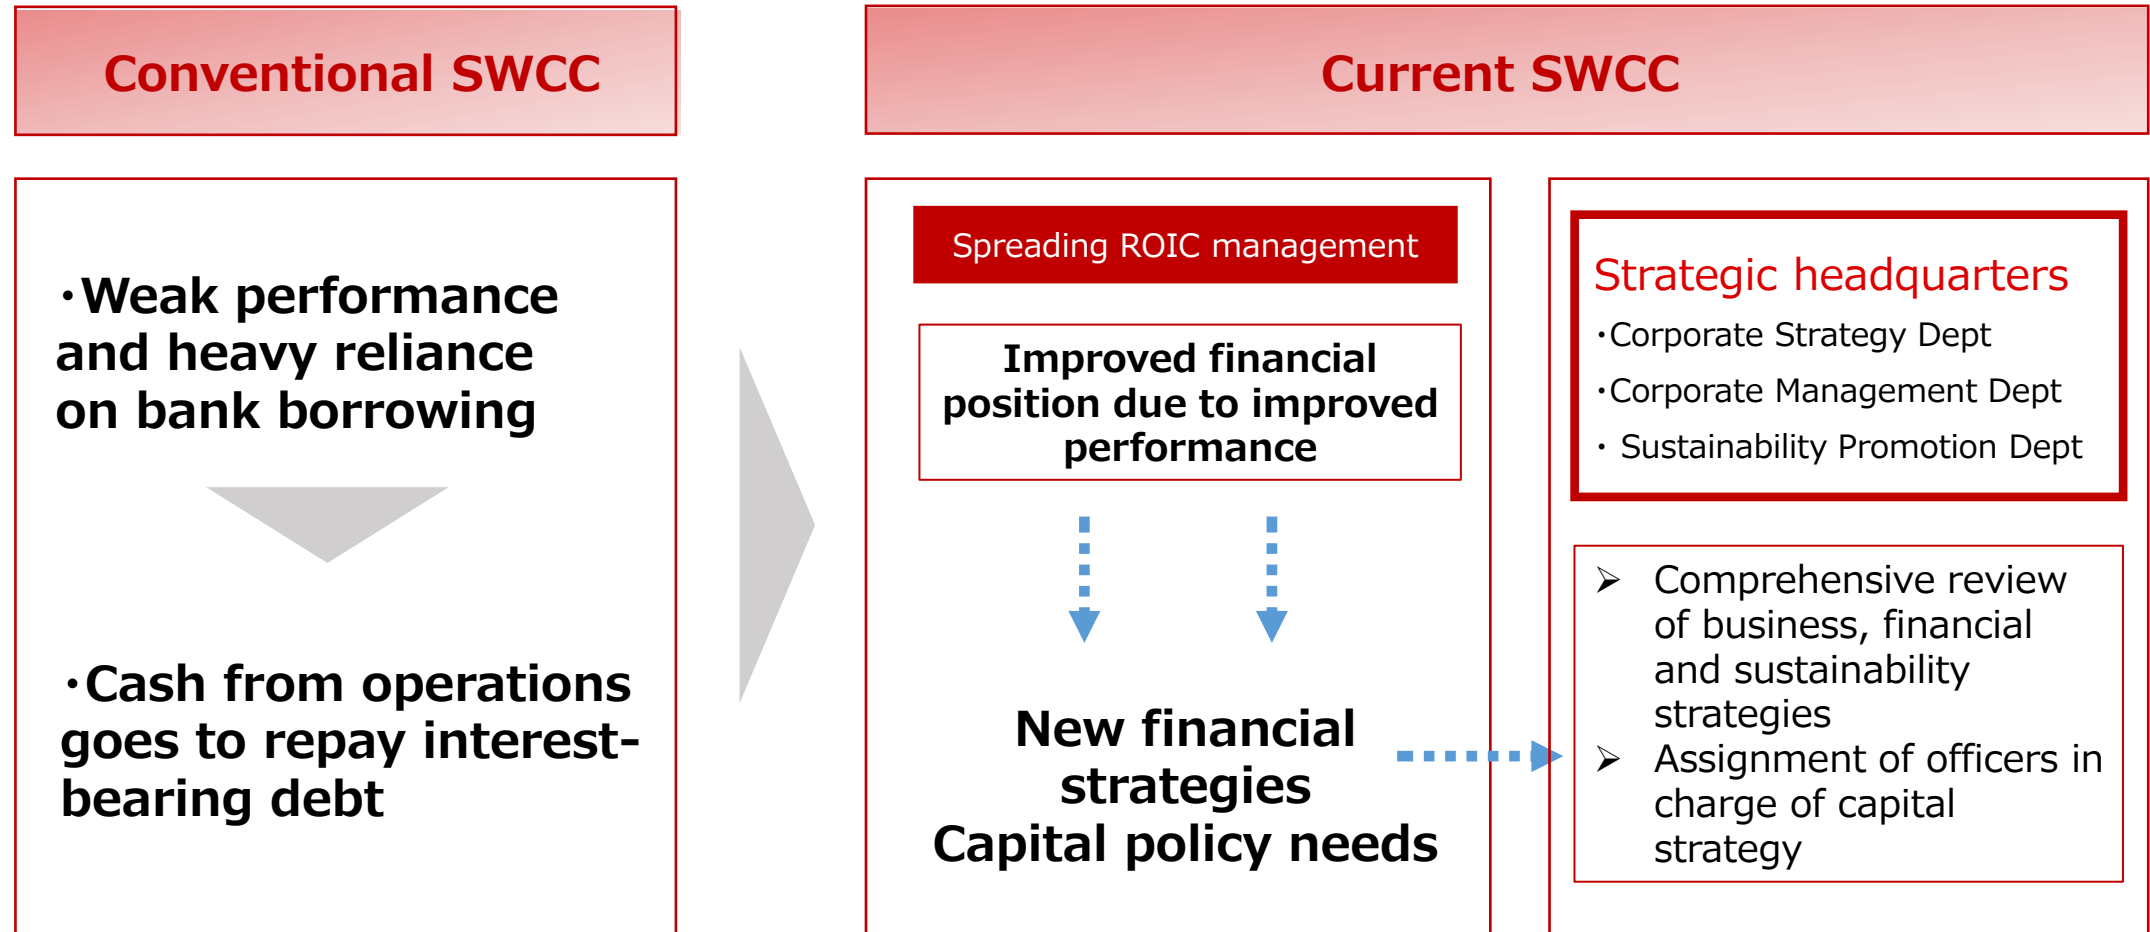 Conventional SWCC
・Weak performance
and heavy reliance
on bank borrowing
・Cash from operations
goes to repay interest-
bearing debt
Current SWCC
Spreading ROIC management
Improved financial
position due to improved
performance
New financial
strategies
Capital policy needs
Strategic headquarters
・Corporate Strategy Dept
・Corporate Management Dept
・ Sustainability Promotion Dept
➢ Comprehensive review
of business, financial
and sustainability
strategies
➢ Assignment of officers in
charge of capital
strategy